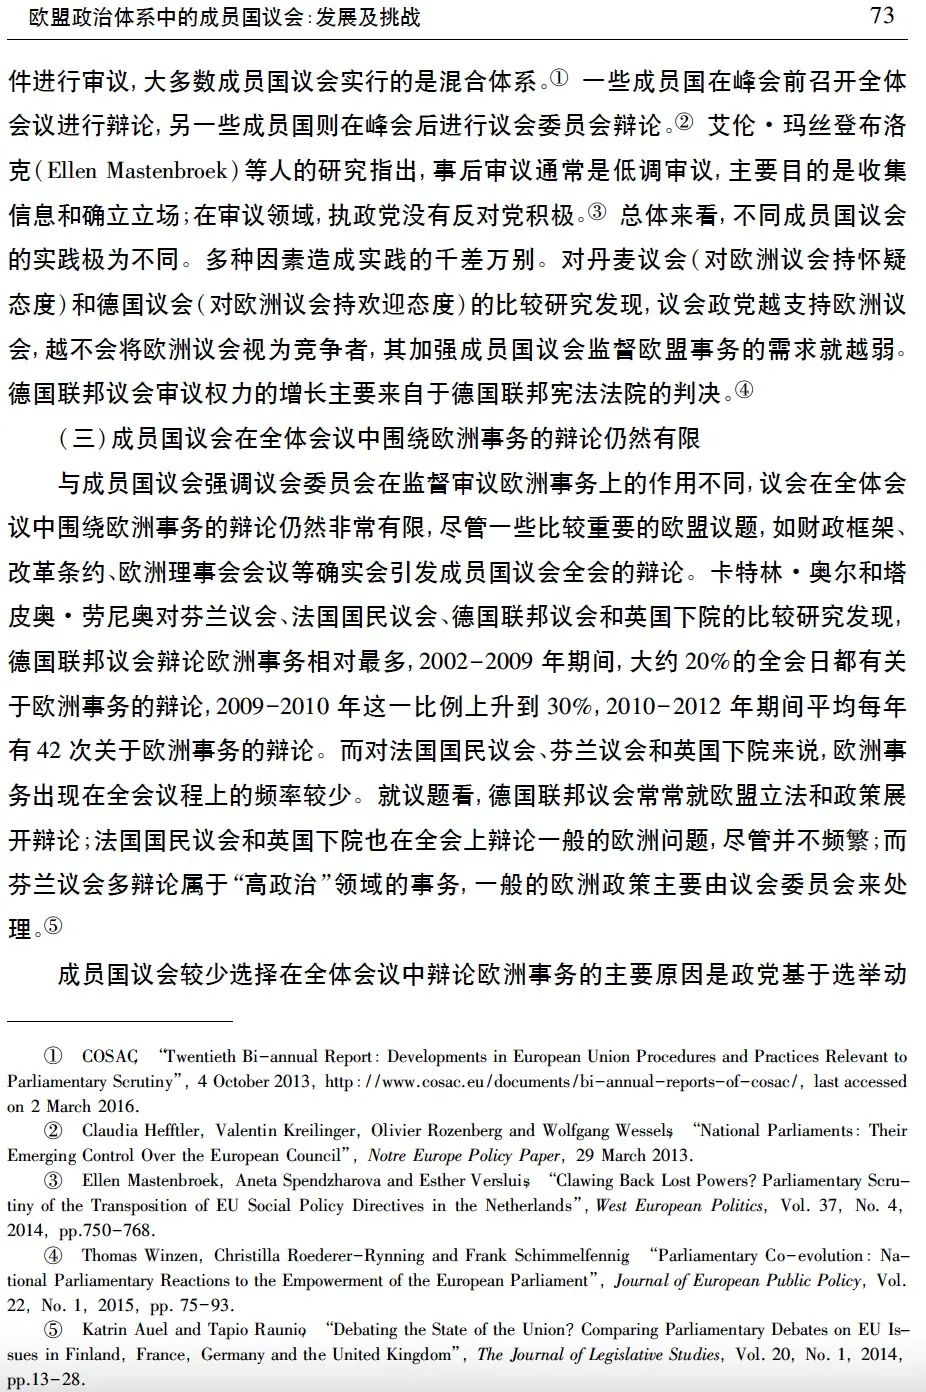 欧盟政治体系中的成员国议会:发展及挑战 73
件进行审议,大多数成员国议会实行的是混合体系。① 一些成员国在峰会前召开全体
会议进行辩论,另一些成员国则在峰会后进行议会委员会辩论。② 艾伦·玛丝登布洛
克(Ellen Mastenbroek)等人的研究指出,事后审议通常是低调审议,主要目的是收集
信息和确立立场;在审议领域,执政党没有反对党积极。③ 总体来看,不同成员国议会
的实践极为不同。多种因素造成实践的千差万别。对丹麦议会(对欧洲议会持怀疑
态度)和德国议会(对欧洲议会持欢迎态度)的比较研究发现,议会政党越支持欧洲议
会,越不会将欧洲议会视为竞争者,其加强成员国议会监督欧盟事务的需求就越弱。
德国联邦议会审议权力的增长主要来自于德国联邦宪法法院的判决。④
(三)成员国议会在全体会议中围绕欧洲事务的辩论仍然有限
与成员国议会强调议会委员会在监督审议欧洲事务上的作用不同,议会在全体会
议中围绕欧洲事务的辩论仍然非常有限,尽管一些比较重要的欧盟议题,如财政框架、
改革条约、欧洲理事会会议等确实会引发成员国议会全会的辩论。卡特林·奥尔和塔
皮奥·劳尼奥对芬兰议会、法国国民议会、德国联邦议会和英国下院的比较研究发现,
德国联邦议会辩论欧洲事务相对最多,2002-2009 年期间,大约 20%的全会日都有关
于欧洲事务的辩论,2009-2010 年这一比例上升到 30%,2010-2012 年期间平均每年
有 42 次关于欧洲事务的辩论。而对法国国民议会、芬兰议会和英国下院来说,欧洲事
务出现在全会议程上的频率较少。就议题看,德国联邦议会常常就欧盟立法和政策展
开辩论;法国国民议会和英国下院也在全会上辩论一般的欧洲问题,尽管并不频繁;而
芬兰议会多辩论属于“高政治”领域的事务,一般的欧洲政策主要由议会委员会来处
理。⑤
成员国议会较少选择在全体会议中辩论欧洲事务的主要原因是政党基于选举动
① COSAC, “Twentieth Bi-annual Report: Developments in European Union Procedures and Practices Relevant to
Parliamentary Scrutiny”, 4 October 2013, http://www.cosac.eu/documents/bi-annual-reports-of-cosac/, last accessed
on 2 March 2016.
② Claudia Hefftler, Valentin Kreilinger, Olivier Rozenberg and Wolfgang Wessels, “National Parliaments: Their
Emerging Control Over the European Council”, Notre Europe Policy Paper, 29 March 2013.
③ Ellen Mastenbroek, Aneta Spendzharova and Esther Versluis, “Clawing Back Lost Powers? Parliamentary Scru-
tiny of the Transposition of EU Social Policy Directives in the Netherlands”, West European Politics, Vol. 37, No. 4,
2014, pp.750-768.
④ Thomas Winzen, Christilla Roederer-Rynning and Frank Schimmelfennig, “Parliamentary Co-evolution: Na-
tional Parliamentary Reactions to the Empowerment of the European Parliament”, Journal of European Public Policy, Vol.
22, No. 1, 2015, pp. 75-93.
⑤ Katrin Auel and Tapio Raunio, “Debating the State of the Union? Comparing Parliamentary Debates on EU Is-
sues in Finland, France, Germany and the United Kingdom”, The Journal of Legislative Studies, Vol. 20, No. 1, 2014,
pp.13-28.